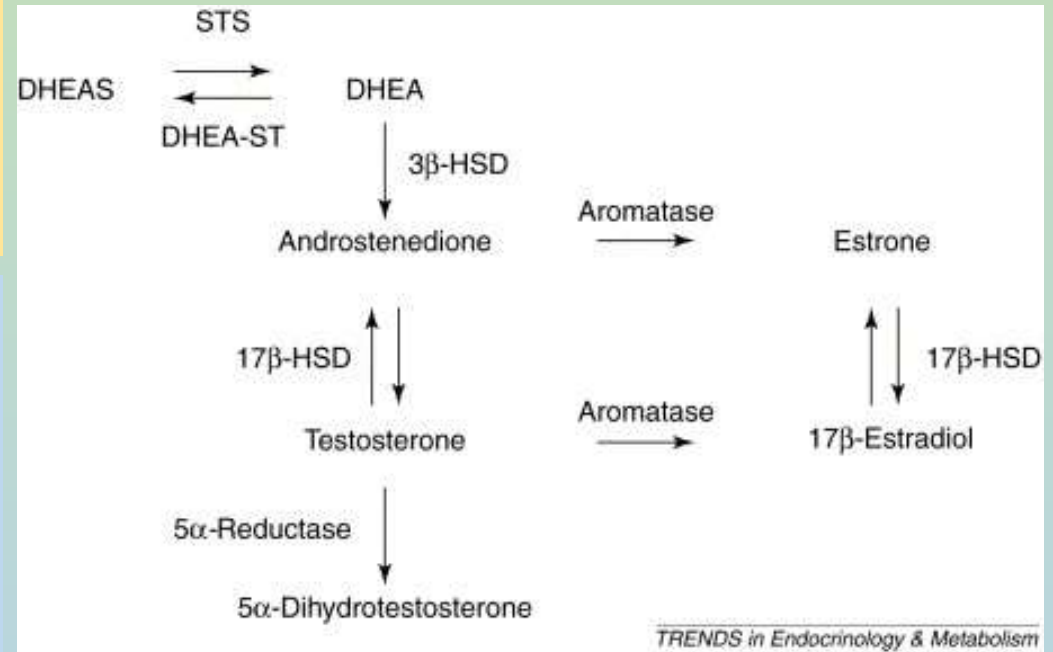 STS
DHEAS DHEA
DHEA-ST
3β-HSD
Aromatase
Androstenedione Estrone
17β-HSD 17β-HSD
Aromatase
Testosterone 17β-Estradiol
5α-Reductase
5α-Dihydrotestosterone
TRENDS in Endocrinology & Metabolism